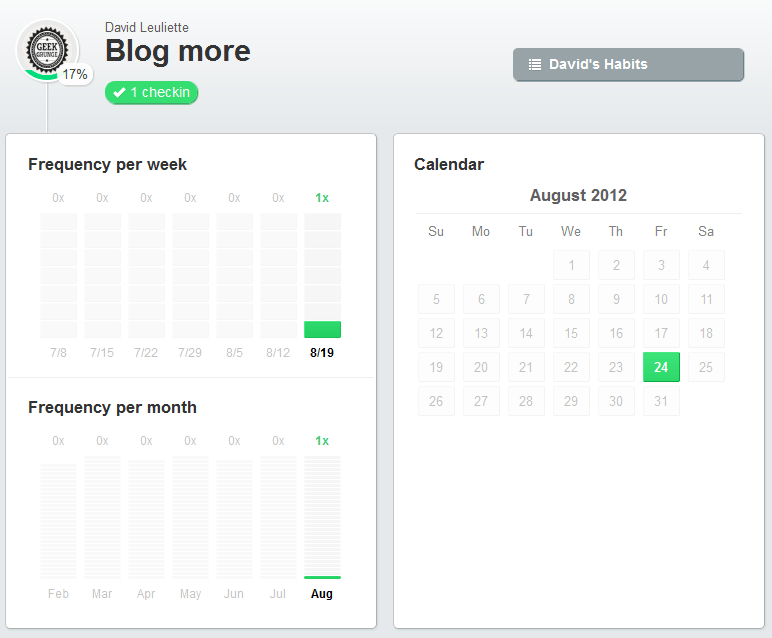 David Leuliette
Blog more
GEEK
GRUNGE
17%
1 checkin
David's Habits
Frequency per week
0x 0x 0x 0x 0x 0x 1x
7/8 7/15 7/22 7/29 8/5 8/12 8/19
Frequency per month
0x 0x 0x 0x 0x 0x 1x
Feb Mar Apr May Jun Jul Aug
Calendar
August 2012
Su Mo Tu We Th Fr Sa
1 2 3 4
5 6 7 8 9 10 11
12 13 14 15 16 17 18
19 20 21 22 23 24 25
26 27 28 29 30 31